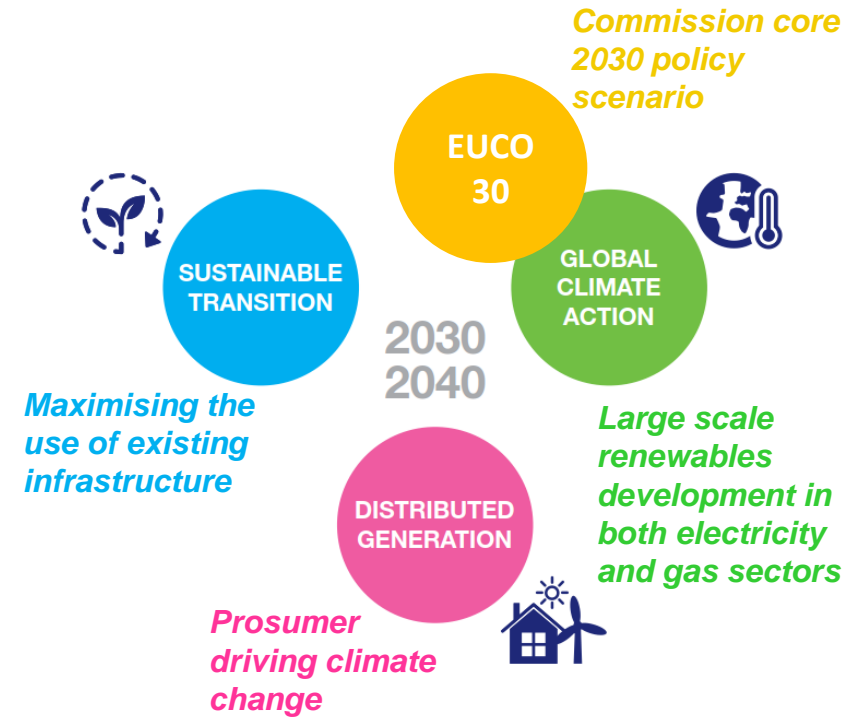 Commission core
2030 policy
scenario
EUCO
30
SUSTAINABLE
TRANSITION
GLOBAL
CLIMATE
ACTION
2030
2040
Maximising the
use of existing
infrastructure
Large scale
renewables
development in
both electricity
and gas sectors
DISTRIBUTED
GENERATION
Prosumer
driving climate
change